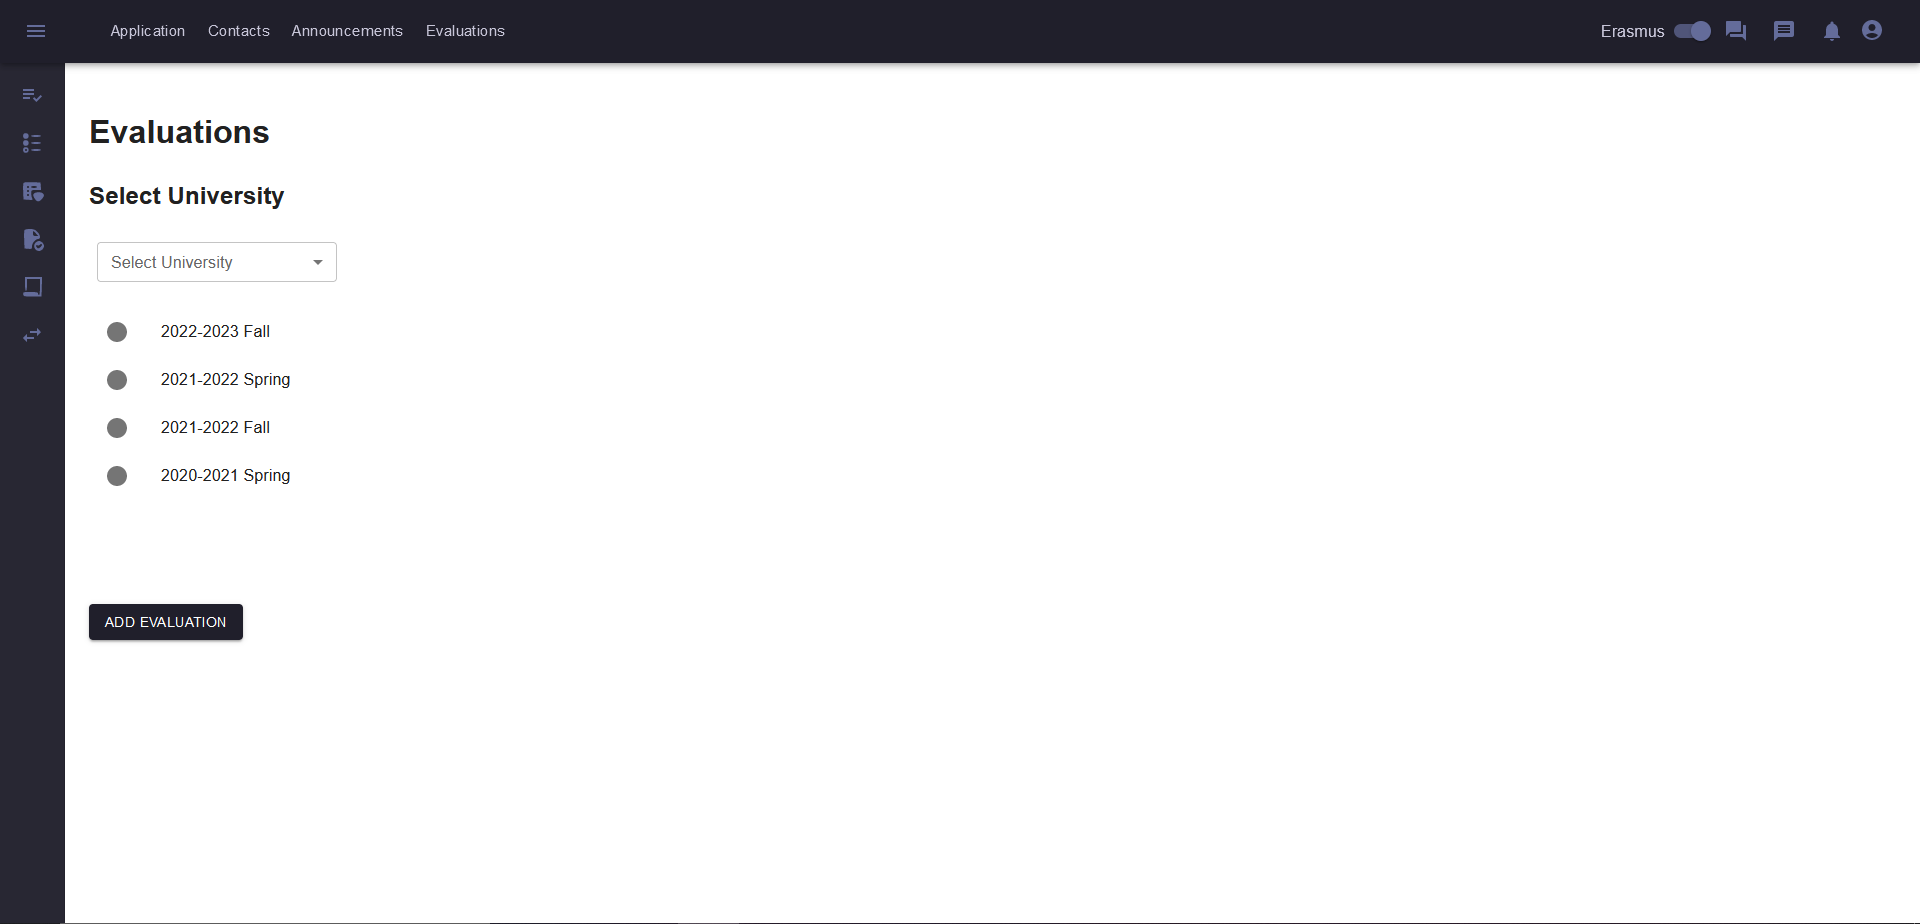 Application Contacts Announcements Evaluations Erasmus
Evaluations
Select University
Select University
2022-2023 Fall
2021-2022 Spring
2021-2022 Fall
2020-2021 Spring
ADD EVALUATION